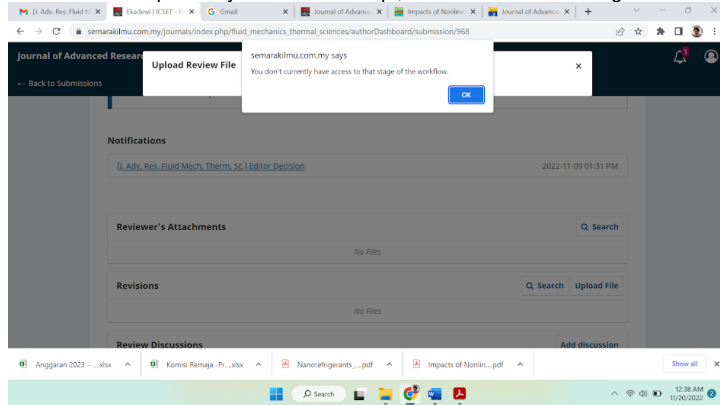 [J. Adv. Res. Fluid M
Ekadewi | ICSET - E
Gmail
Journal of Advance
Impacts of Nonline
Journal of Advance
semarakilmu.com.my/journals/index.php/fluid_mechanics_thermal_sciences/authorDashboard/submission/968
Journal of Advanced Resear
Upload Review File
semarakilmu.com.my says
You don't currently have access to that stage of the workflow.
OK
1
← Back to Submissions
Notifications
[J. Adv. Res. Fluid Mech. Therm. Sc.] Editor Decision 2022-11-09 01:31 PM
Reviewer's Attachments Search
No Files
Revisions Search Upload File
No Files
Review Discussions Add discussion
Anggaran 2023 --....xlsx Komisi Remaja -Pr....xlsx Nanorefrigerants_....pdf Impacts of Nonlin....pdf Show all
Search
12:38 AM
11/20/2022
2